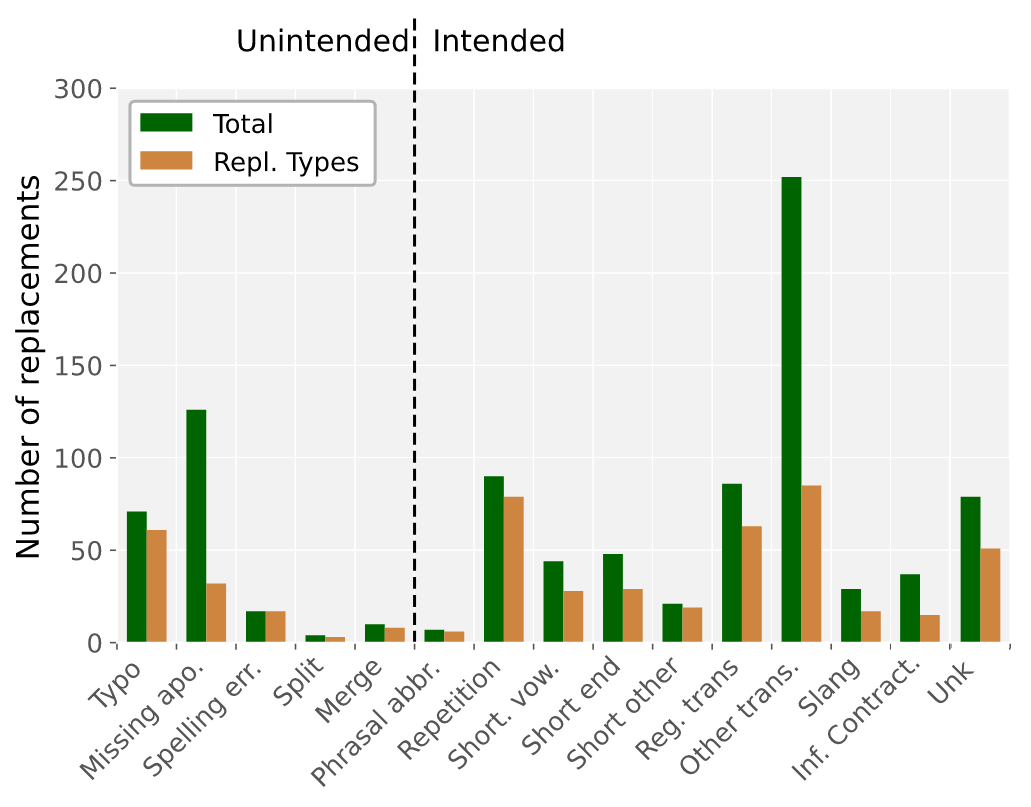 Unintended Intended
300
250
200
150
100
50
0
Number of replacements
Total
Repl. Types
Typo
Missing apo.
Spelling err.
Split
Merge
Phrasal abbr.
Repetition
Short. vow.
Short end
Short other
Reg. trans
Other trans.
Slang
Inf. Contract.
Unk